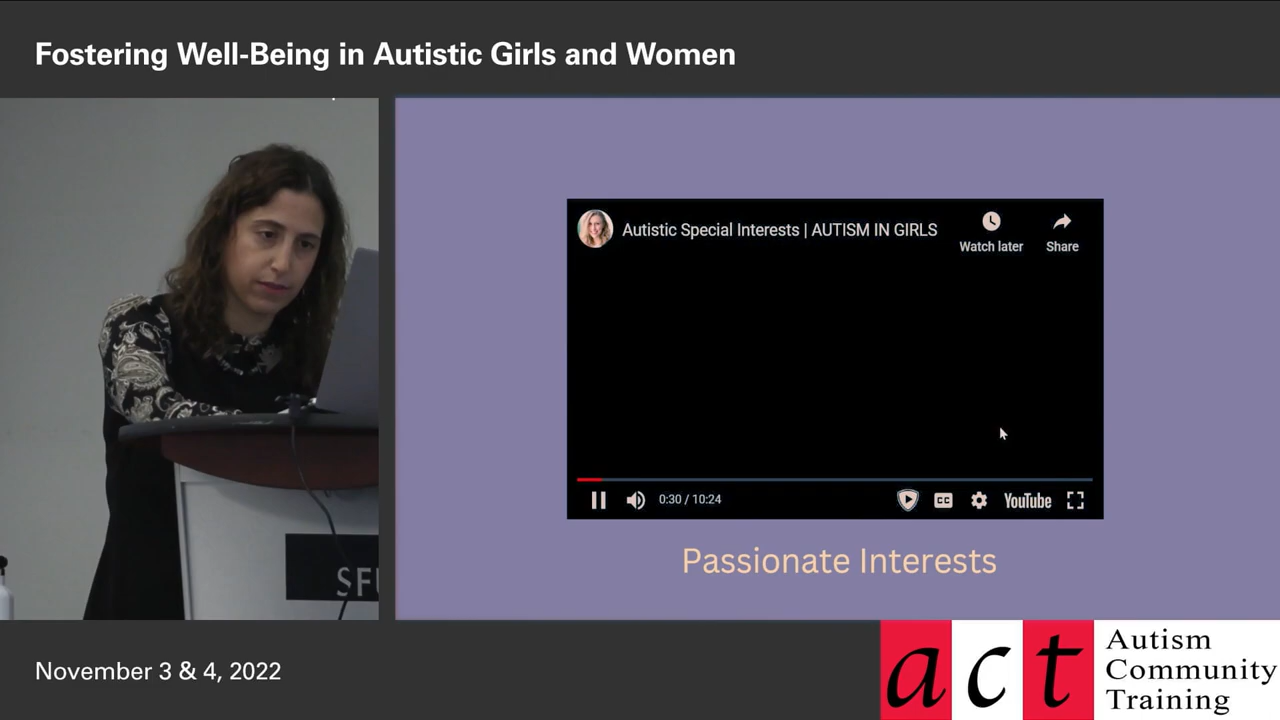 Fostering Well-Being in Autistic Girls and Women
Autistic Special Interests | AUTISM IN GIRLS
Watch later
Share
0:30 / 10:24
CC
YouTube
Passionate Interests
SFU
November 3 & 4, 2022
act
Autism
Community
Training